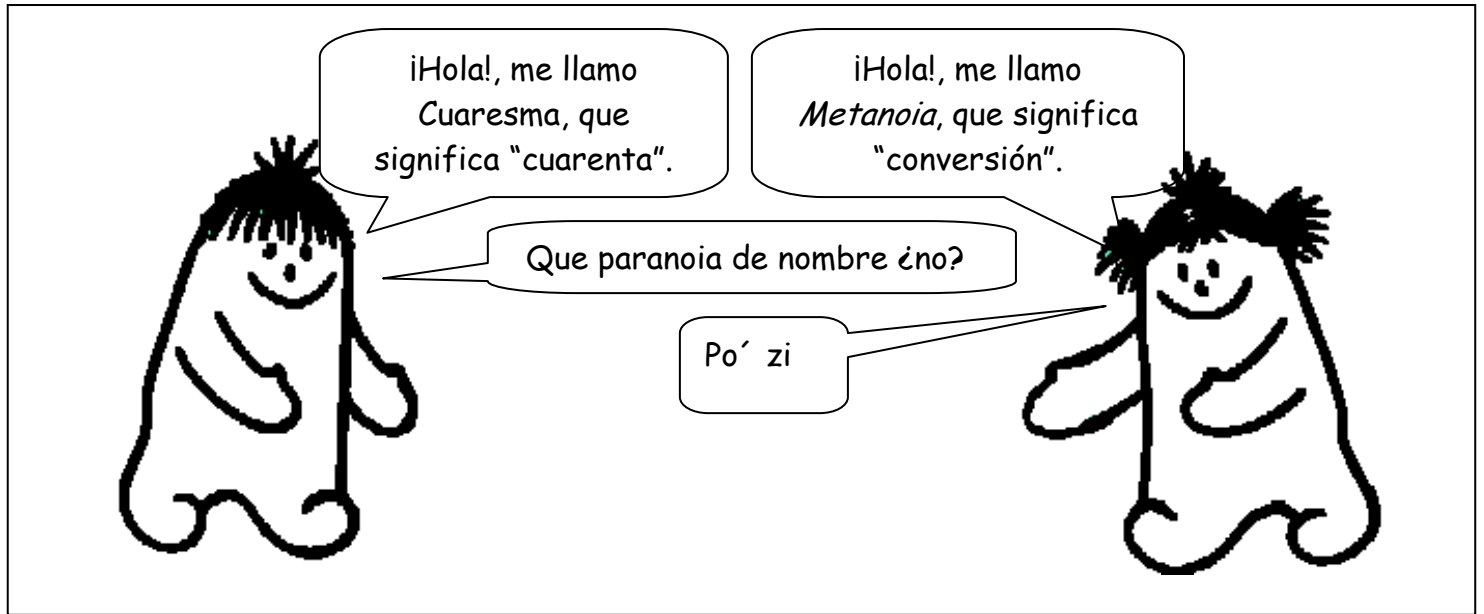 ¡Hola!, me llamo
Cuaresma, que
significa “cuarenta”.
¡Hola!, me llamo
Metanoia, que significa
“conversión”.
Que paranoia de nombre ¿no?
Po´ zi